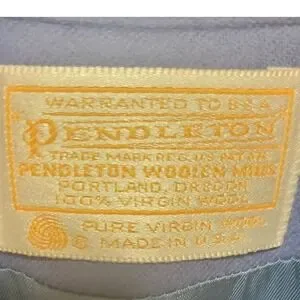 WARRANTED TO BE A
PENDLETON
TRADE MARK REG. U.S. PAT. OFF.
PENDLETON WOOLEN MILLS
PORTLAND, OREGON
100% VIRGIN WOOL
PURE VIRGIN WOOL
MADE IN U.S.A.